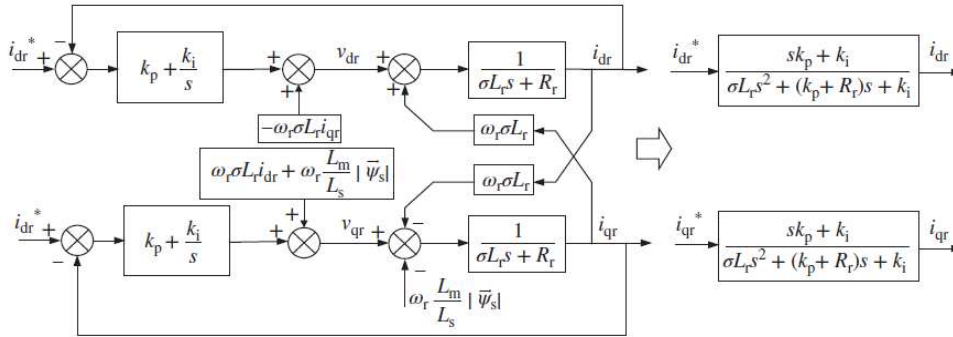 i_dr* + −
k_p + k_i/s
+ +
v_dr
+ +
1/(σL_r s + R_r)
i_dr
−ω_r σL_r i_qr
ω_r σL_r
ω_r σL_r i_dr + ω_r L_m/L_s |ψ⃗_s|
ω_r σL_r
i_dr* + −
k_p + k_i/s
+ +
v_qr
+ − −
1/(σL_r s + R_r)
i_qr
ω_r L_m/L_s |ψ⃗_s|
i_dr*
(sk_p + k_i)/(σL_r s² + (k_p + R_r)s + k_i)
i_dr
i_qr*
(sk_p + k_i)/(σL_r s² + (k_p + R_r)s + k_i)
i_qr